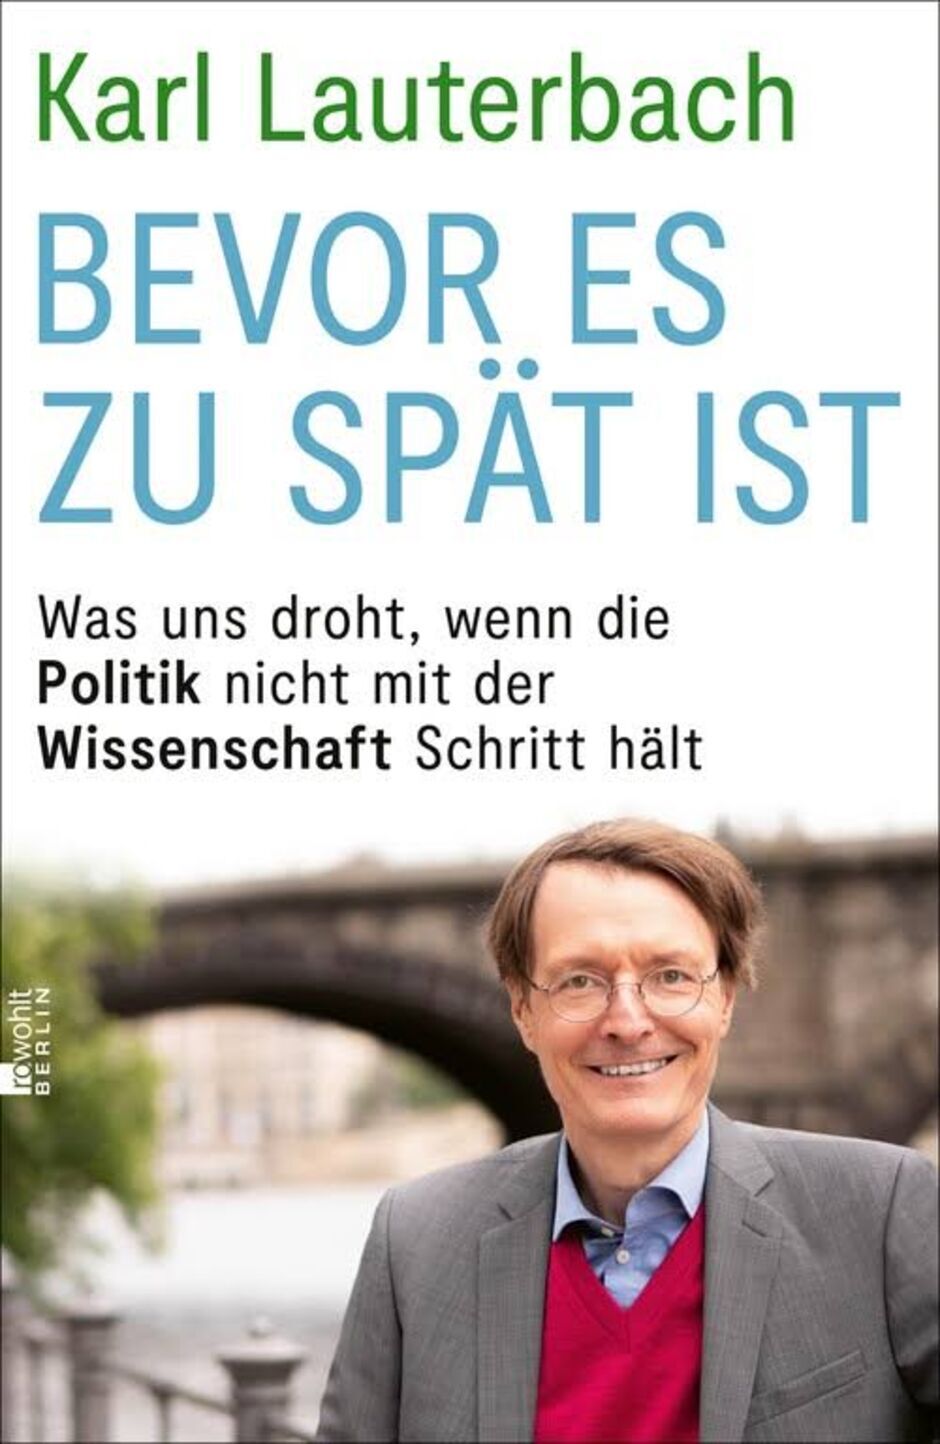 Karl Lauterbach
BEVOR ES
ZU SPÄT IST
Was uns droht, wenn die
Politik nicht mit der
Wissenschaft Schritt hält
rowohlt
BERLIN